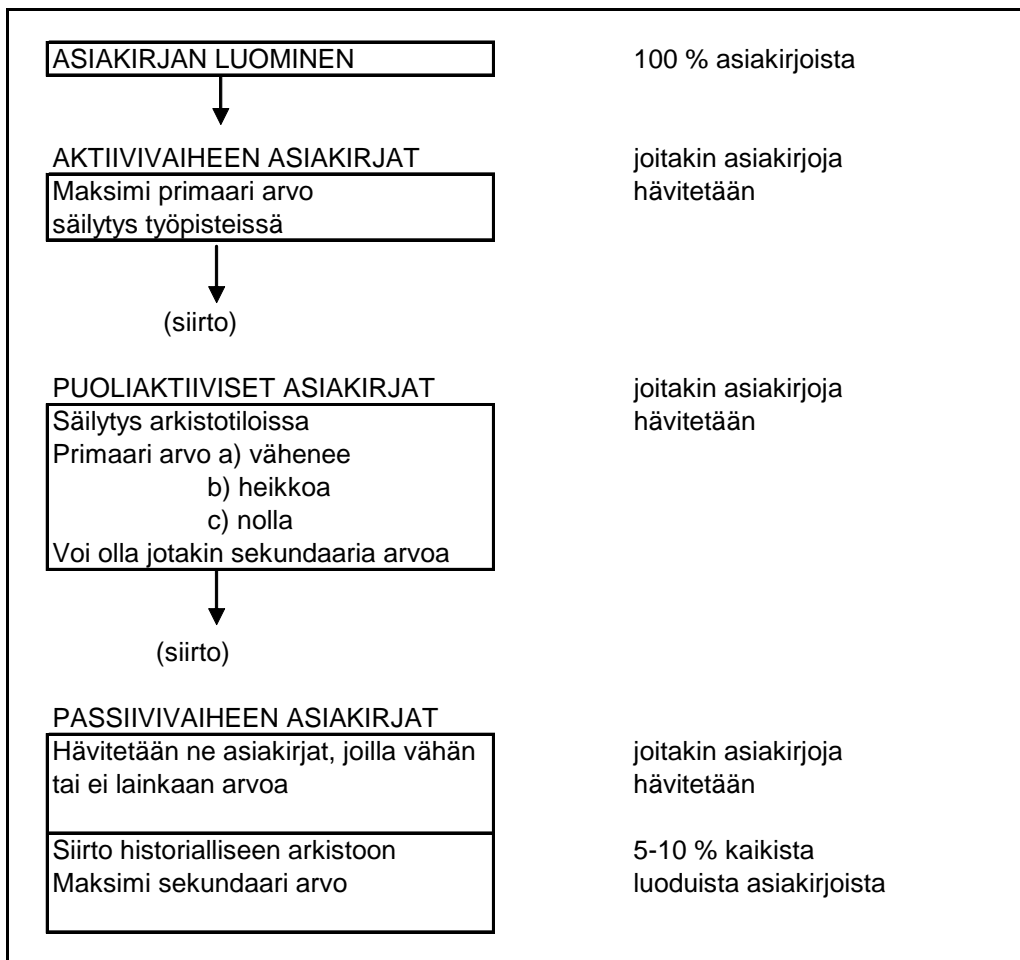 ASIAKIRJAN LUOMINEN 100 % asiakirjoista
AKTIIVIVAIHEEN ASIAKIRJAT joitakin asiakirjoja
Maksimi primaari arvo hävitetään
säilytys työpisteissä
(siirto)
PUOLIAKTIIVISET ASIAKIRJAT joitakin asiakirjoja
Säilytys arkistotiloissa hävitetään
Primaari arvo a) vähenee
b) heikkoa
c) nolla
Voi olla jotakin sekundaaria arvoa
(siirto)
PASSIIVIVAIHEEN ASIAKIRJAT
Hävitetään ne asiakirjat, joilla vähän joitakin asiakirjoja
tai ei lainkaan arvoa hävitetään
Siirto historialliseen arkistoon 5-10 % kaikista
Maksimi sekundaari arvo luoduista asiakirjoista